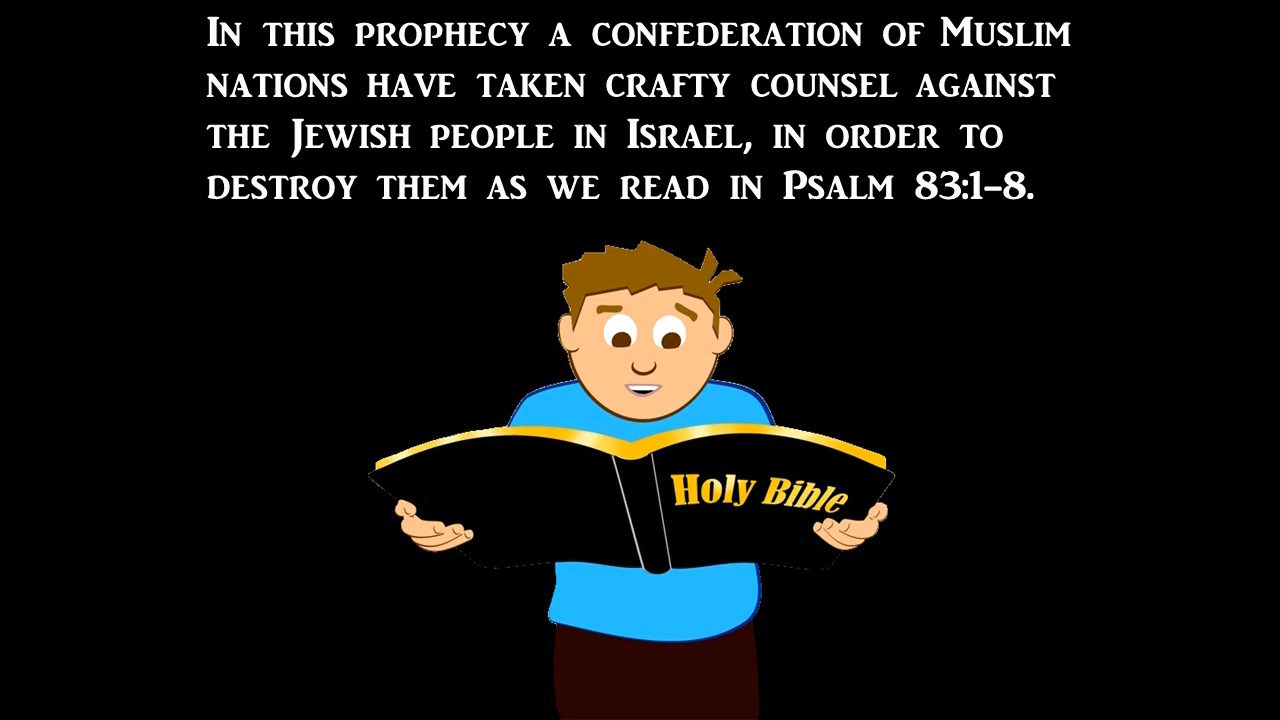 In this prophecy a confederation of Muslim
nations have taken crafty counsel against
the Jewish people in Israel, in order to
destroy them as we read in Psalm 83:1–8.
Holy Bible